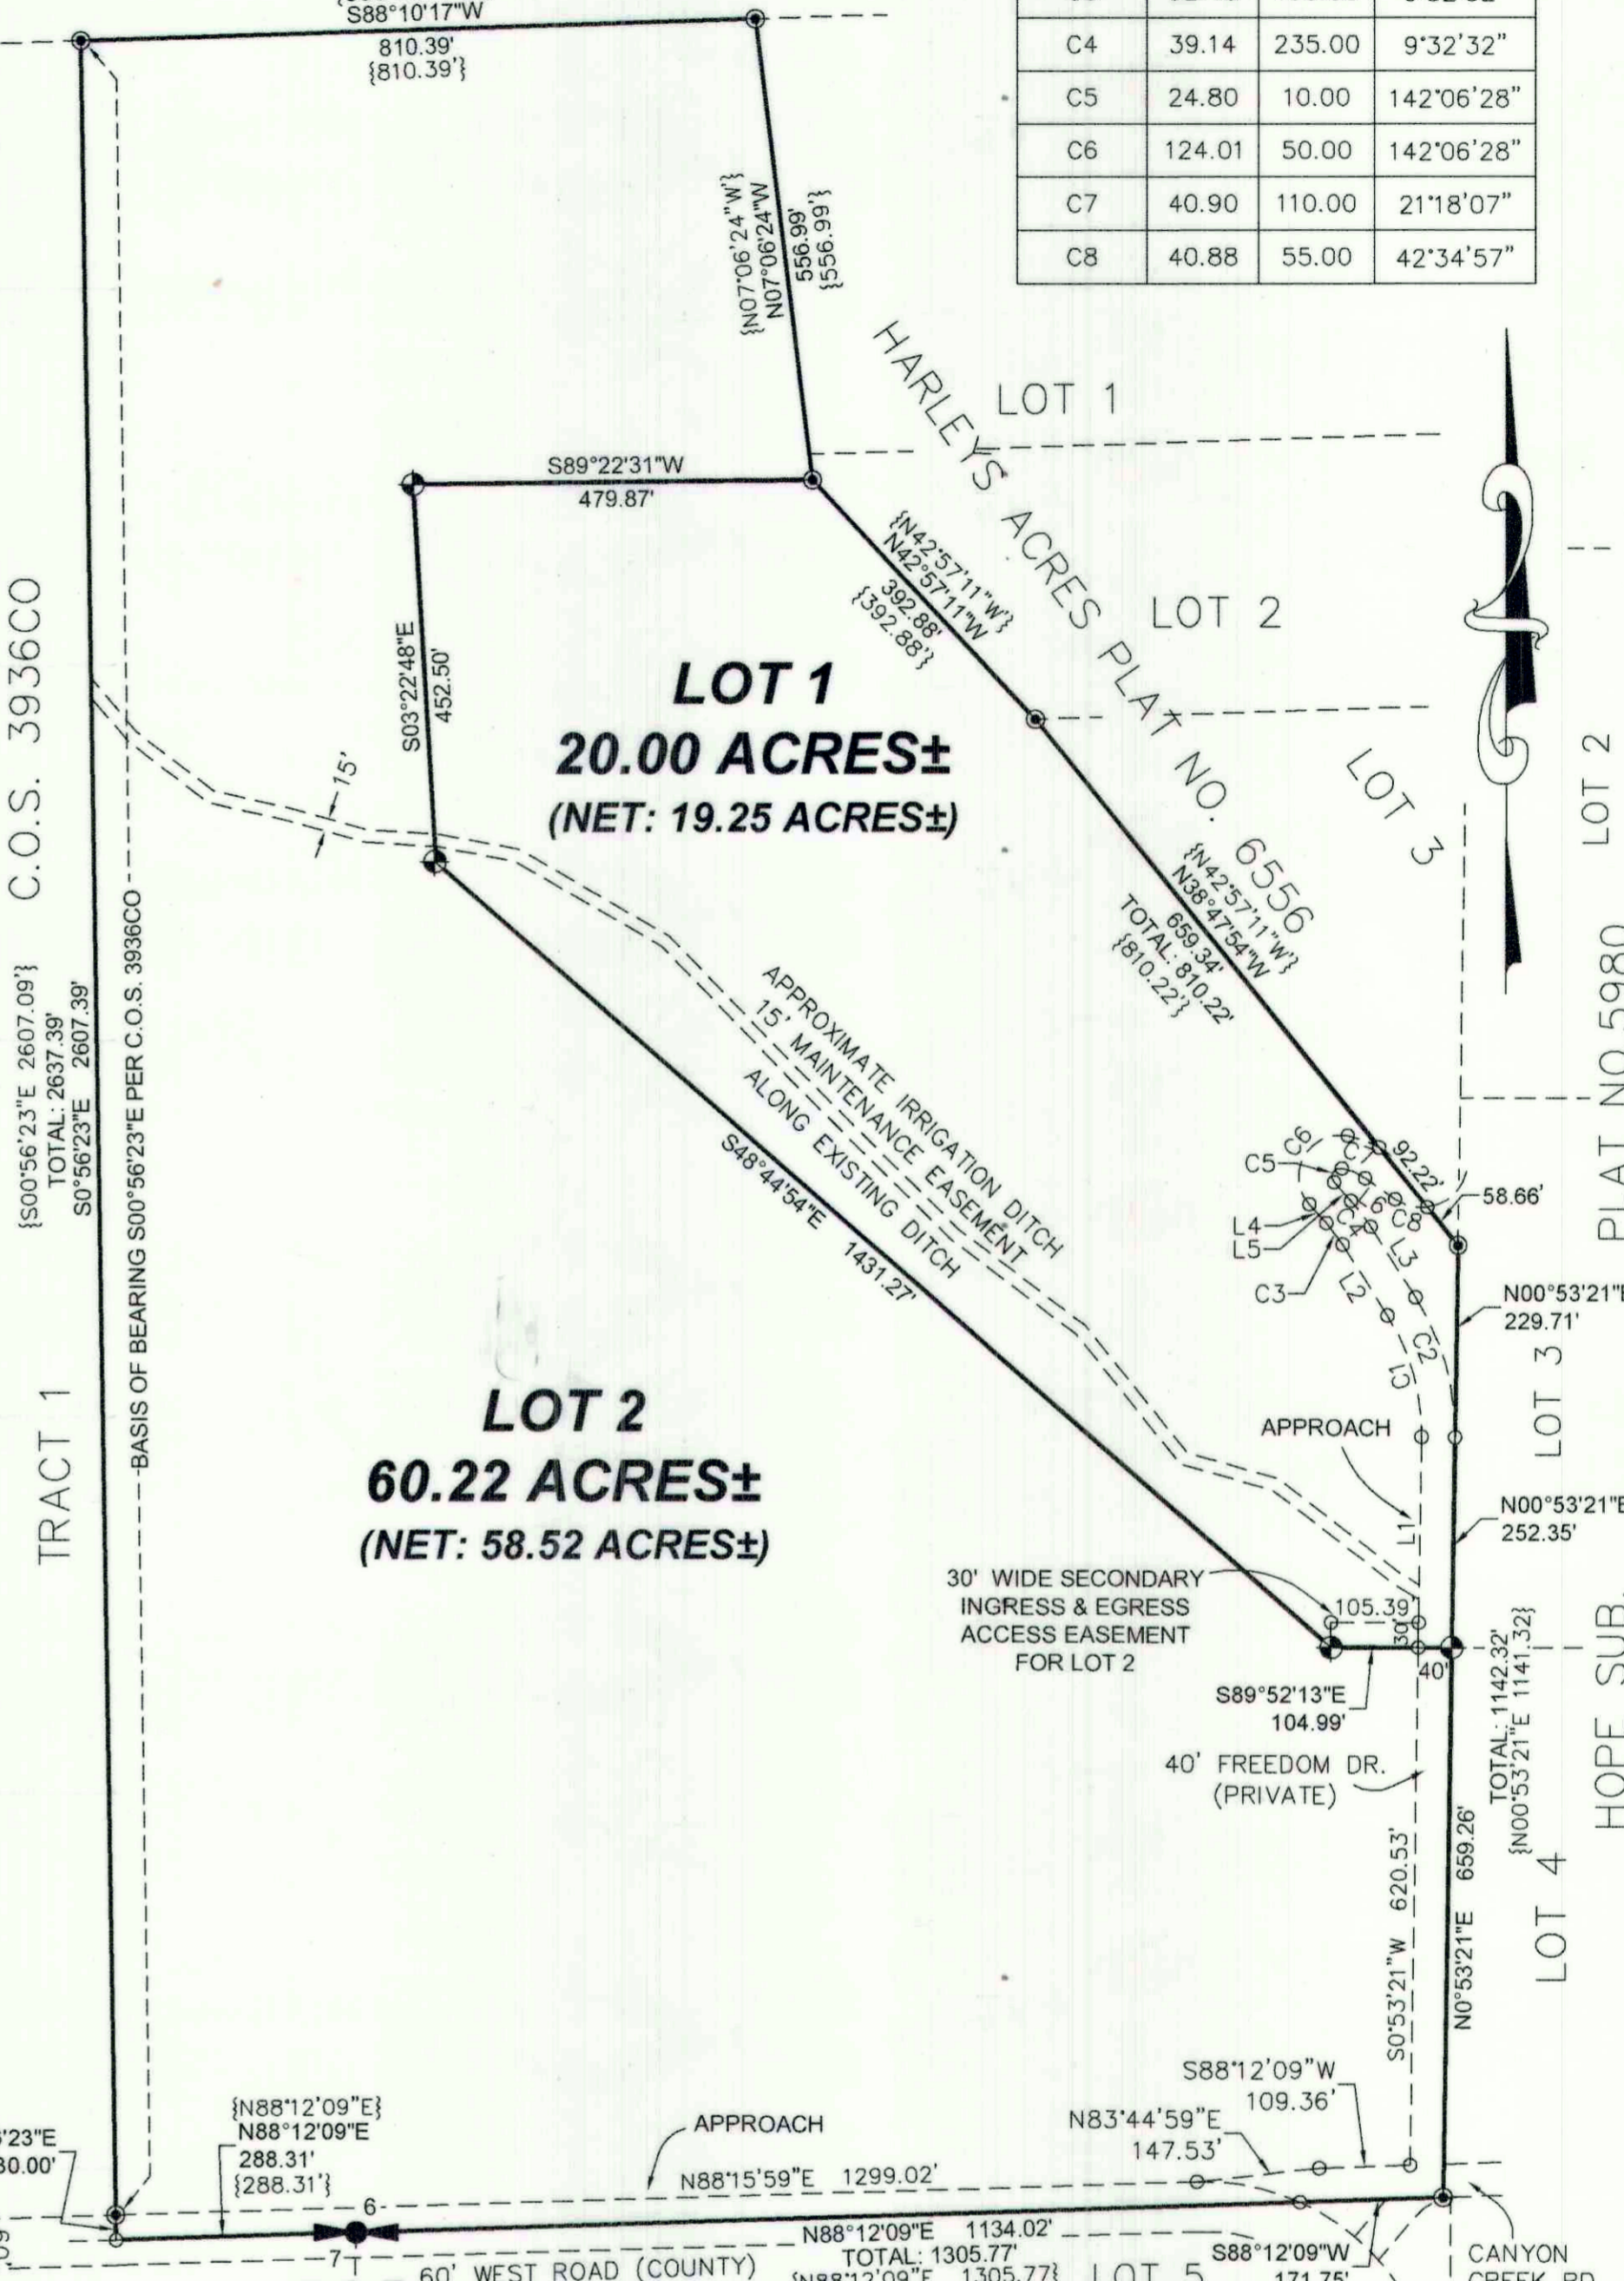 S88°10'17"W
810.39'
{810.39'}
C4 39.14 235.00 9°32'32"
C5 24.80 10.00 142°06'28"
C6 124.01 50.00 142°06'28"
C7 40.90 110.00 21°18'07"
C8 40.88 55.00 42°34'57"
{N07°06'24"W}
N07°06'24"W
556.99'
{556.99'}
HARLEYS ACRES PLAT NO. 6556
LOT 1
LOT 2
LOT 3
S89°22'31"W
479.87'
{N42°57'11"W}
N42°57'11"W
392.88'
{392.88'}
S03°22'48"E
452.50'
LOT 1
20.00 ACRES±
(NET: 19.25 ACRES±)
15'
C.O.S. 3936CO
TRACT 1
{S00°56'23"E 2607.09'}
TOTAL: 2637.39'
S0°56'23"E 2607.39'
BASIS OF BEARING S00°56'23"E PER C.O.S. 3936CO
{N42°57'11"W}
N38°47'54"W
659.34'
TOTAL: 810.22'
{810.22'}
APPROXIMATE IRRIGATION DITCH
15' MAINTENANCE EASEMENT
ALONG EXISTING DITCH
S48°44'54"E 1431.27'
92.22'
58.66'
C6
C7
C5
L6
C8
L4
C4
L5
L3
C3
L2
C2
C1
L1
N00°53'21"E
229.71'
APPROACH
N00°53'21"E
252.35'
LOT 2
PLAT NO.5980
LOT 3
HOPE SUB.
LOT 4
LOT 2
60.22 ACRES±
(NET: 58.52 ACRES±)
30' WIDE SECONDARY
INGRESS & EGRESS
ACCESS EASEMENT
FOR LOT 2
105.39'
30'
40'
S89°52'13"E
104.99'
40' FREEDOM DR.
(PRIVATE)
TOTAL: 1142.32'
{N00°53'21"E 1141.32}
S0°53'21"W 620.53'
N0°53'21"E 659.26'
S88°12'09"W
109.36'
N83°44'59"E
147.53'
APPROACH
N88°15'59"E 1299.02'
{N88°12'09"E}
N88°12'09"E
288.31'
{288.31'}
6
7
N88°12'09"E 1134.02'
TOTAL: 1305.77'
{N88°12'09"E 1305.77}
60' WEST ROAD (COUNTY)
LOT 5
S88°12'09"W
171.75'
CANYON
CREEK RD